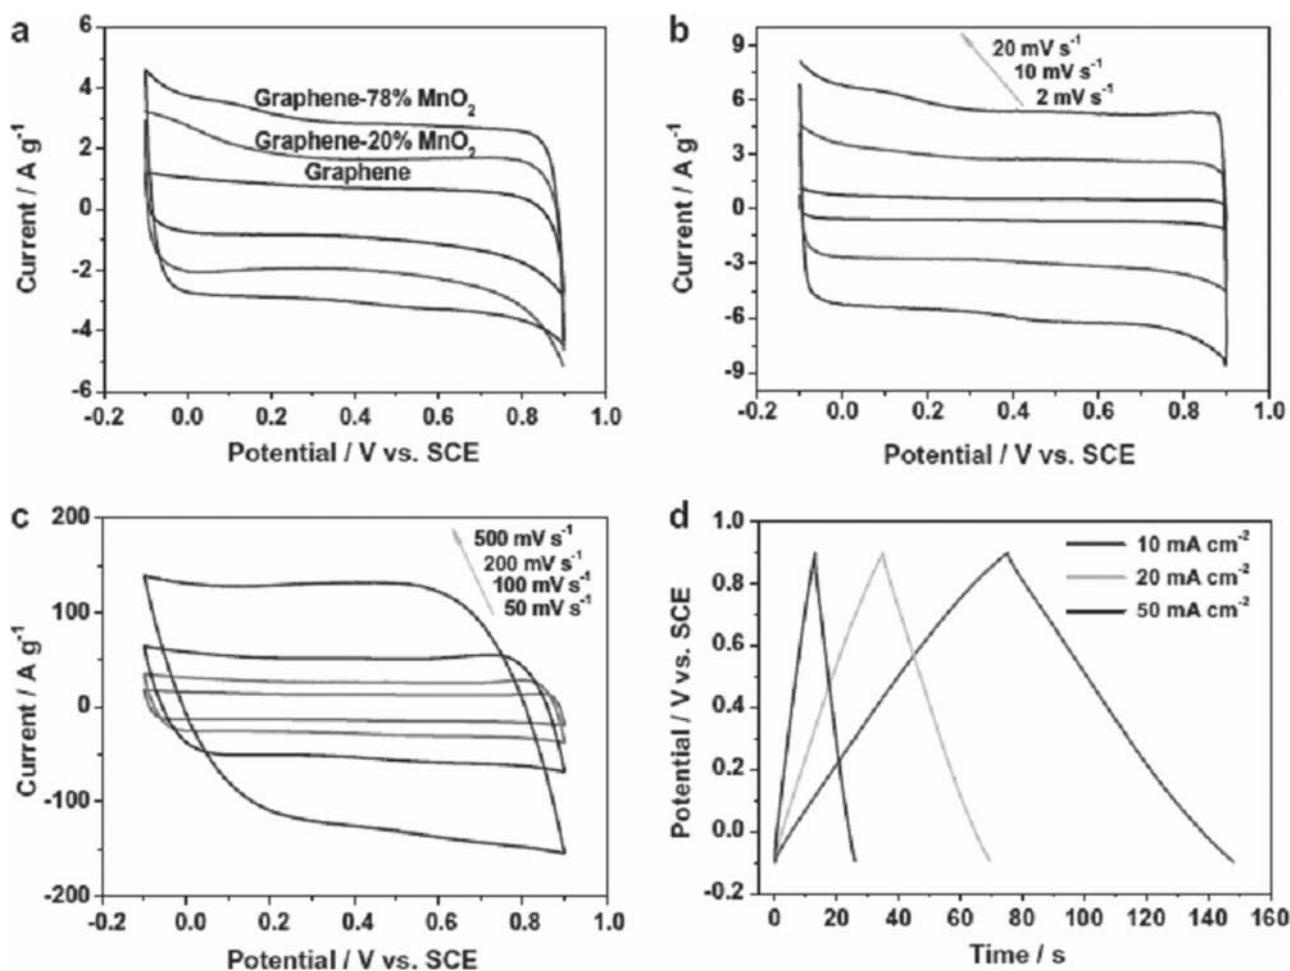 a
6
4
2
0
-2
-4
-6
Current / A g⁻¹
Graphene-78% MnO₂
Graphene-20% MnO₂
Graphene
-0.2 0.0 0.2 0.4 0.6 0.8 1.0
Potential / V vs. SCE
b
9
6
3
0
-3
-6
-9
Current / A g⁻¹
20 mV s⁻¹
10 mV s⁻¹
2 mV s⁻¹
-0.2 0.0 0.2 0.4 0.6 0.8 1.0
Potential / V vs. SCE
c
200
100
0
-100
-200
Current / A g⁻¹
500 mV s⁻¹
200 mV s⁻¹
100 mV s⁻¹
50 mV s⁻¹
-0.2 0.0 0.2 0.4 0.6 0.8 1.0
Potential / V vs. SCE
d
1.0
0.8
0.6
0.4
0.2
0.0
-0.2
Potential / V vs. SCE
10 mA cm⁻²
20 mA cm⁻²
50 mA cm⁻²
0 20 40 60 80 100 120 140 160
Time / s